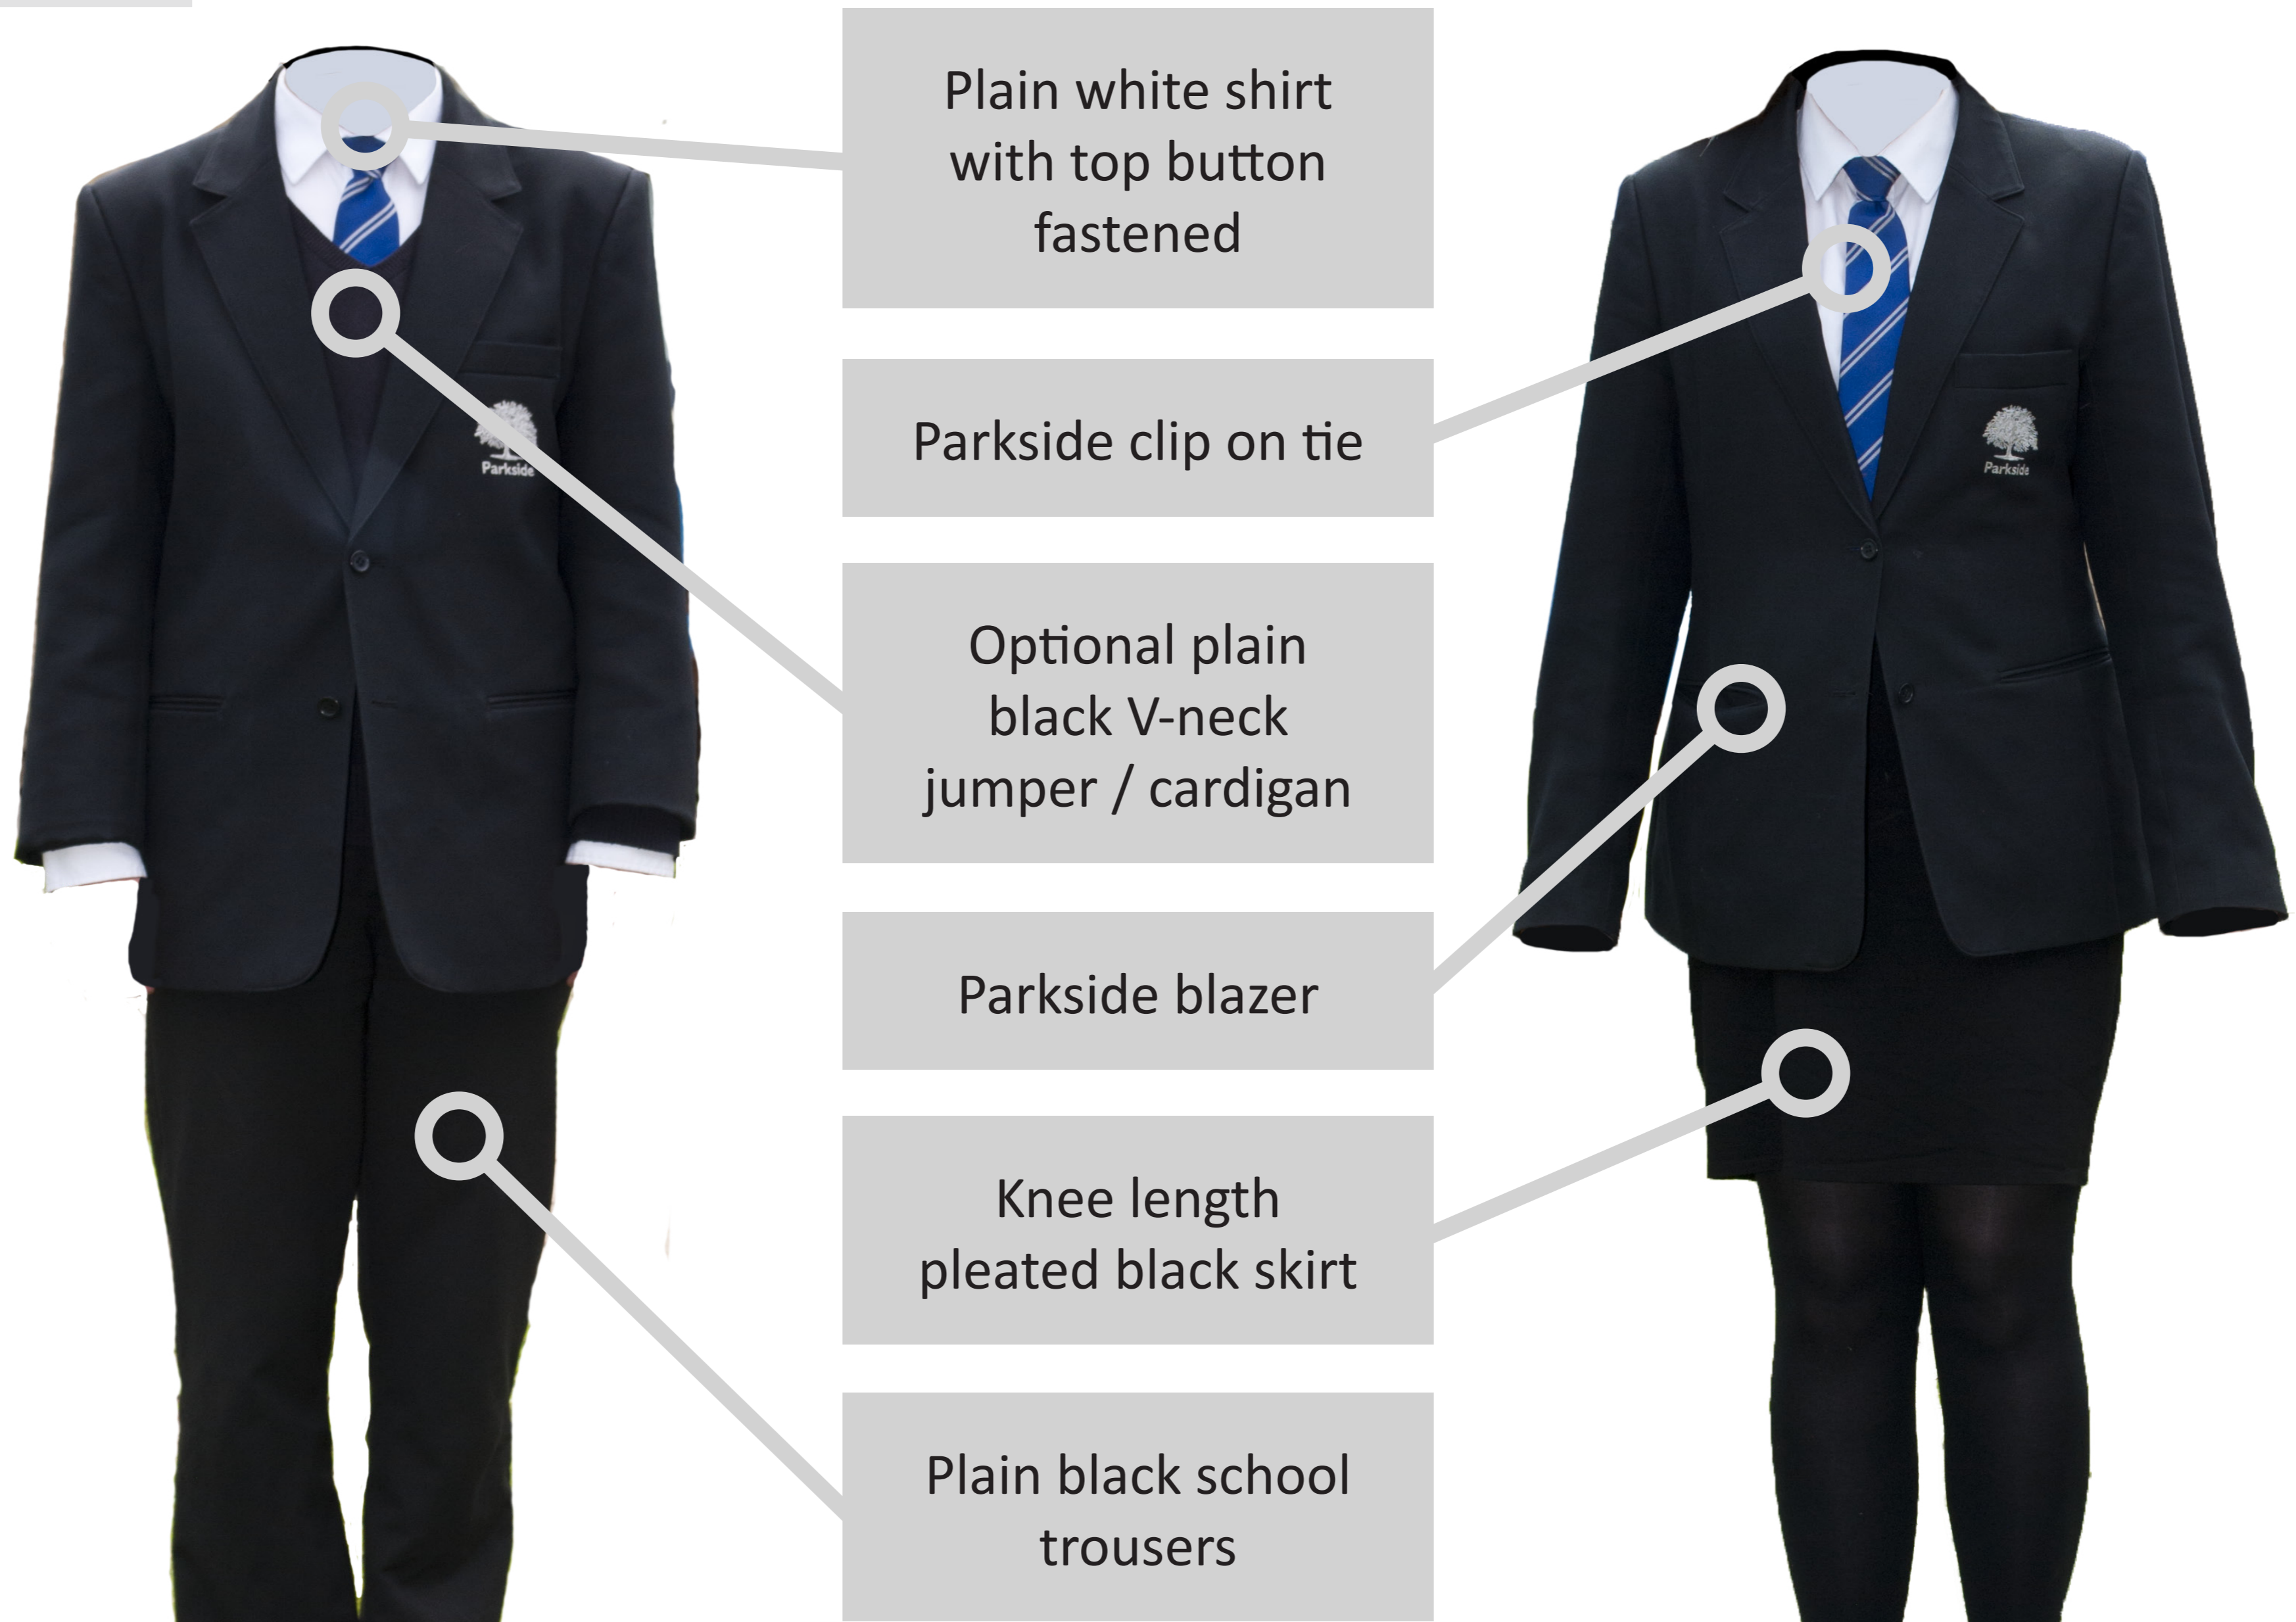 Plain white shirt
with top button
fastened
Parkside clip on tie
Optional plain
black V-neck
jumper / cardigan
Parkside blazer
Knee length
pleated black skirt
Plain black school
trousers
Parkside
Parkside